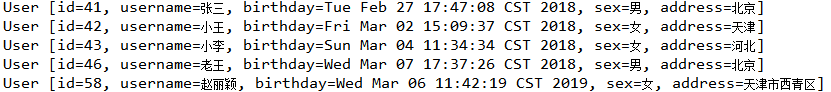 User [id=41, username=张三, birthday=Tue Feb 27 17:47:08 CST 2018, sex=男, address=北京]
User [id=42, username=小王, birthday=Fri Mar 02 15:09:37 CST 2018, sex=女, address=天津]
User [id=43, username=小李, birthday=Sun Mar 04 11:34:34 CST 2018, sex=女, address=河北]
User [id=46, username=老王, birthday=Wed Mar 07 17:37:26 CST 2018, sex=男, address=北京]
User [id=58, username=赵丽颖, birthday=Wed Mar 06 11:42:19 CST 2019, sex=女, address=天津市西青区]